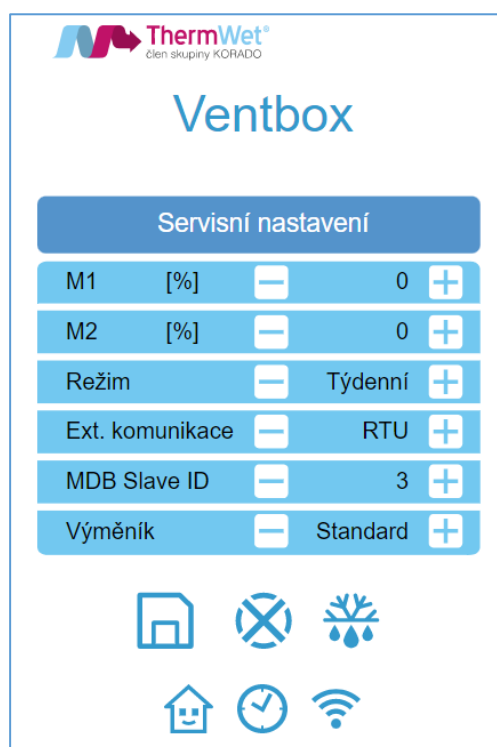 ThermWet®
člen skupiny KORADO
Ventbox
Servisní nastavení
M1 [%] − 0 +
M2 [%] − 0 +
Režim − Týdenní +
Ext. komunikace − RTU +
MDB Slave ID − 3 +
Výměník − Standard +